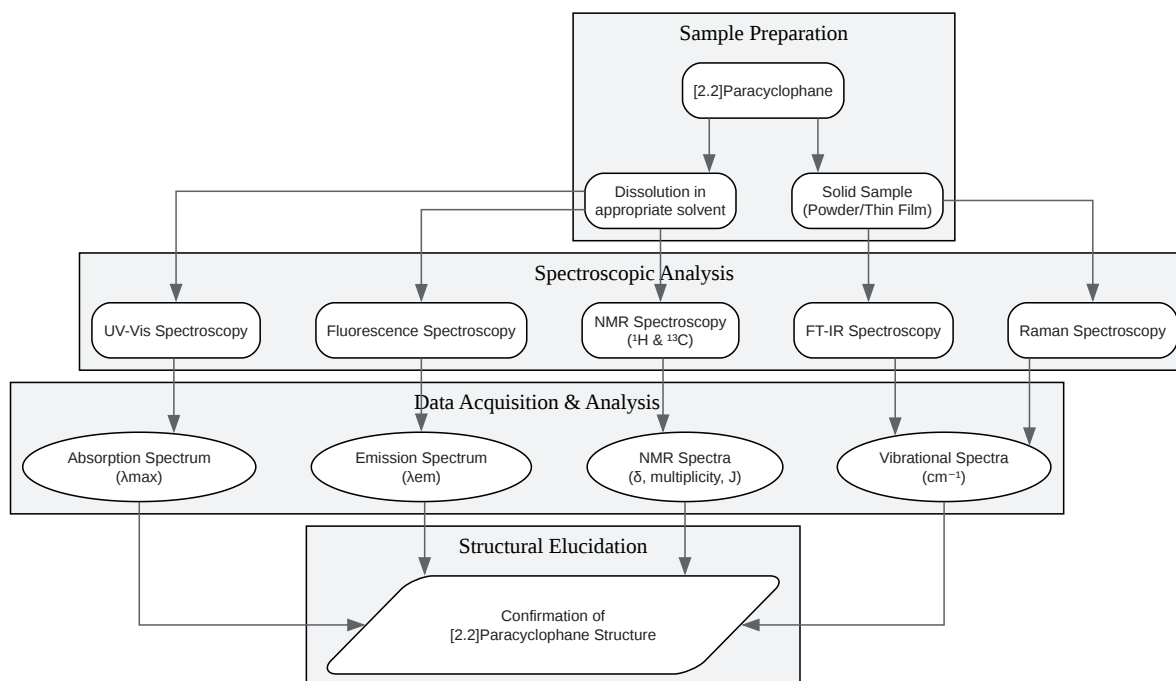 Sample Preparation
[2.2]Paracyclophane
Dissolution in
appropriate solvent
Solid Sample
(Powder/Thin Film)
Spectroscopic Analysis
UV-Vis Spectroscopy
Fluorescence Spectroscopy
NMR Spectroscopy
(¹H & ¹³C)
FT-IR Spectroscopy
Raman Spectroscopy
Data Acquisition & Analysis
Absorption Spectrum
(λmax)
Emission Spectrum
(λem)
NMR Spectra
(δ, multiplicity, J)
Vibrational Spectra
(cm⁻¹)
Structural Elucidation
Confirmation of
[2.2]Paracyclophane Structure